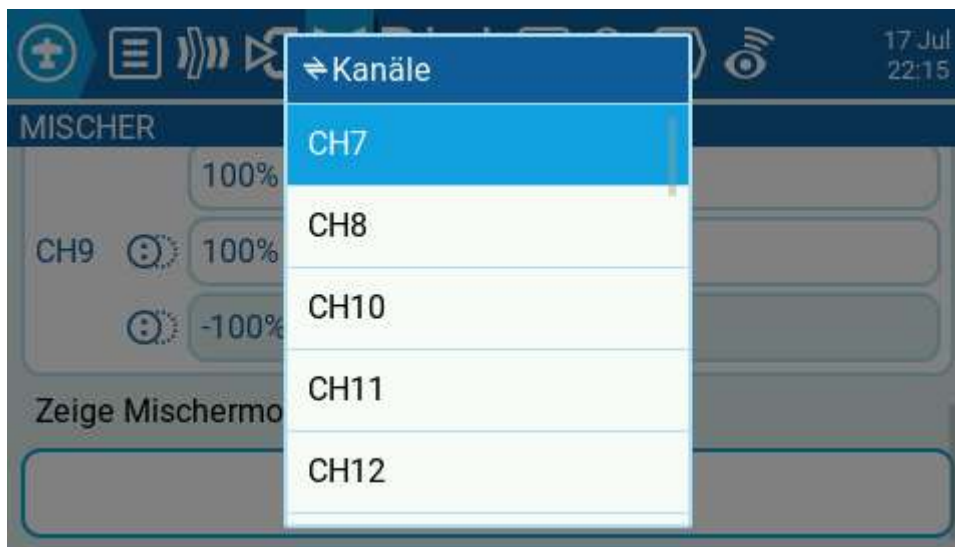 17 Jul
22:15
⇌Kanäle
MISCHER
CH7
100%
CH8
CH9 100%
CH10
-100%
CH11
Zeige Mischermo
CH12